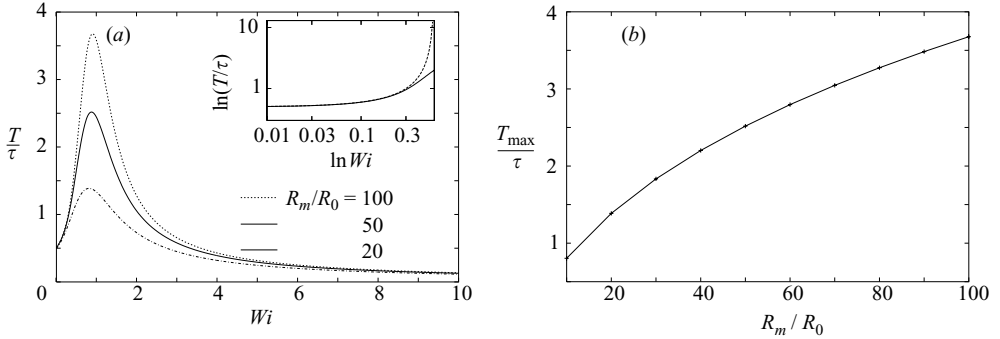 4
3
2
1
0
T
τ
(a)
10
1
ln(T/τ)
0.01 0.03 0.1 0.3
ln Wi
R_m/R_0 = 100
50
20
0 2 4 6 8 10
Wi
(b)
4
3
2
1
T_max
τ
20 40 60 80 100
R_m / R_0